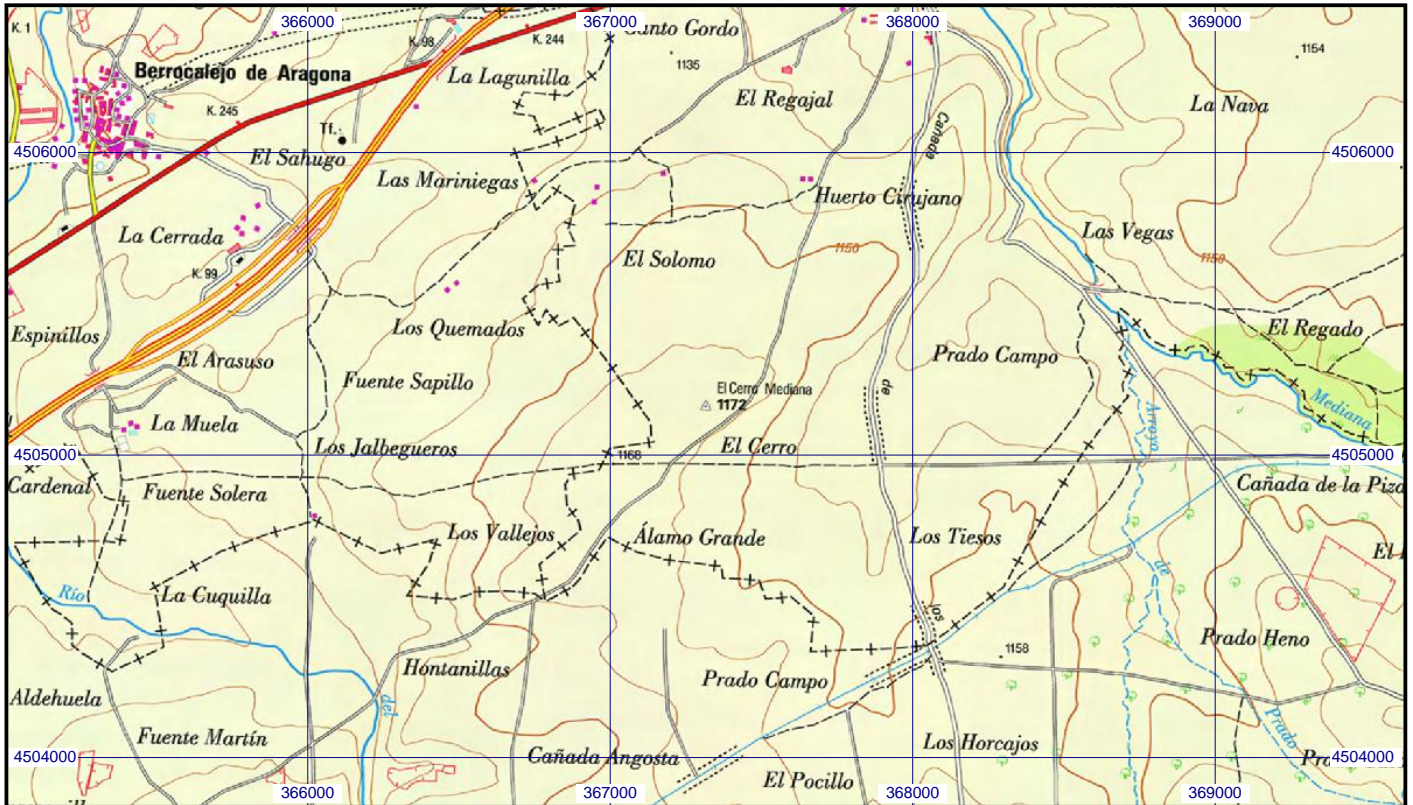 366000
367000
368000
369000
K. 1
K. 98
K. 244
Santo Gordo
1154
Berrocalejo de Aragona
La Lagunilla
1135
El Regajal
La Nava
K. 245
Tf.
Cañada
4506000
El Sahugo
4506000
Las Mariniegas
Huerto Cirujano
La Cerrada
Las Vegas
El Solomo
1150
1150
K. 99
Espinillos
Los Quemados
El Regado
El Arasuso
Prado Campo
Fuente Sapillo
El Cerro Mediana
de
1172
Mediana
La Muela
Arroyo
Los Jalbegueros
El Cerro
4505000
1168
4505000
Cardenal
Fuente Solera
Cañada de la Piza
Los Vallejos
Álamo Grande
Los Tiesos
El
de
Río
La Cuquilla
los
Prado Heno
1158
Hontanillas
Prado Campo
Aldehuela
del
Prado
Fuente Martín
Los Horcajos
4504000
Cañada Angosta
Pra
4504000
El Pocillo
366000
367000
368000
369000